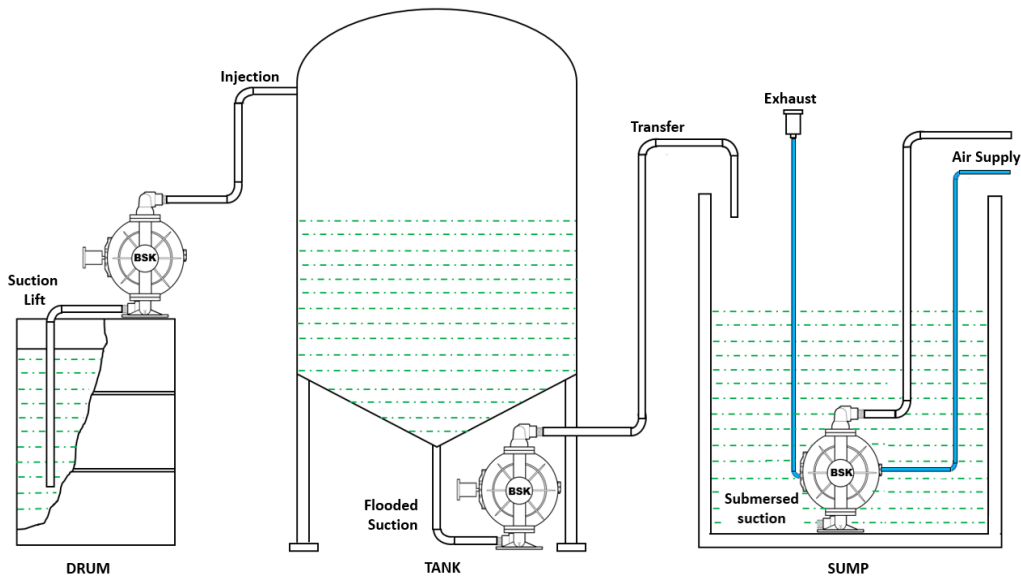 Injection
BSK
Suction
Lift
DRUM
Flooded
Suction
BSK
TANK
Transfer
Exhaust
Air Supply
BSK
Submersed
suction
SUMP